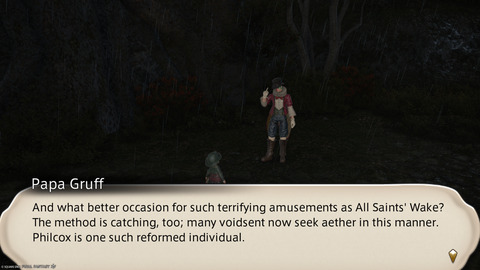 Papa Gruff
And what better occasion for such terrifying amusements as All Saints' Wake?
The method is catching, too; many voidsent now seek aether in this manner.
Philcox is one such reformed individual.